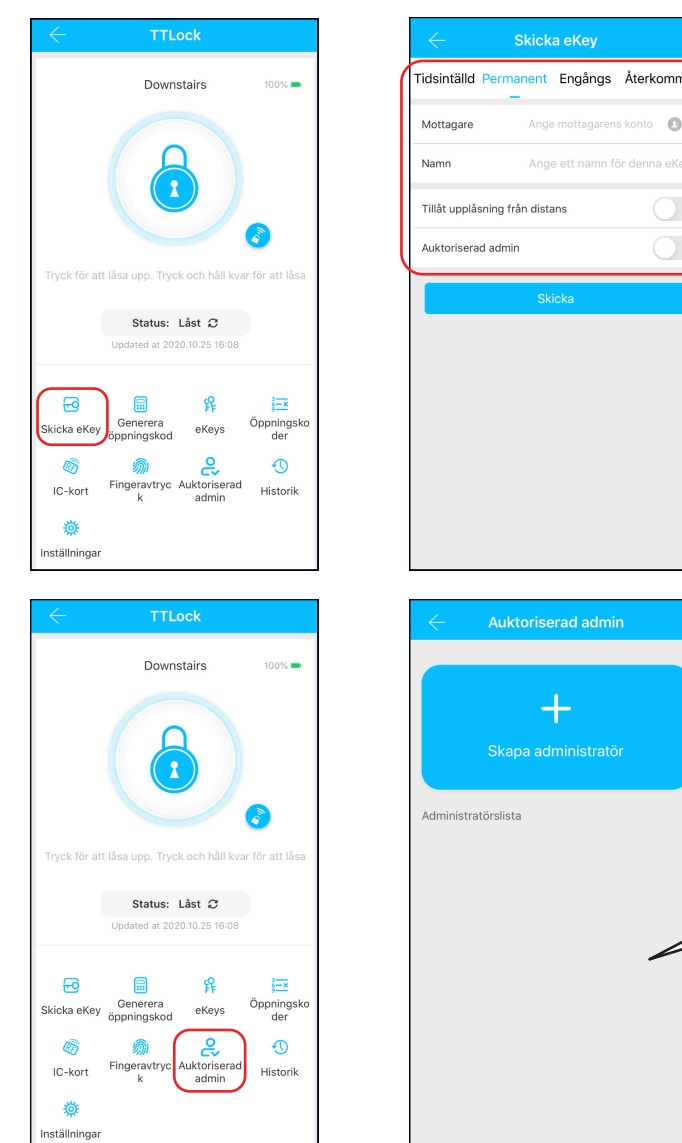 TTLock
Downstairs 100%
Tryck för att låsa upp. Tryck och håll kvar för att låsa
Status: Låst
Updated at 2020.10.25 16:08
Skicka eKey
Generera
öppningskod
eKeys
Öppningsko
der
IC-kort
Fingeravtryc
k
Auktoriserad
admin
Historik
Inställningar
Skicka eKey
Tidsintälld Permanent Engångs Återkomm
Mottagare Ange mottagarens konto
Namn Ange ett namn för denna eKe
Tillåt upplåsning från distans
Auktoriserad admin
Skicka
TTLock
Downstairs 100%
Tryck för att låsa upp. Tryck och håll kvar för att låsa
Status: Låst
Updated at 2020.10.25 16:08
Skicka eKey
Generera
öppningskod
eKeys
Öppningsko
der
IC-kort
Fingeravtryc
k
Auktoriserad
admin
Historik
Inställningar
Auktoriserad admin
Skapa administratör
Administratörslista